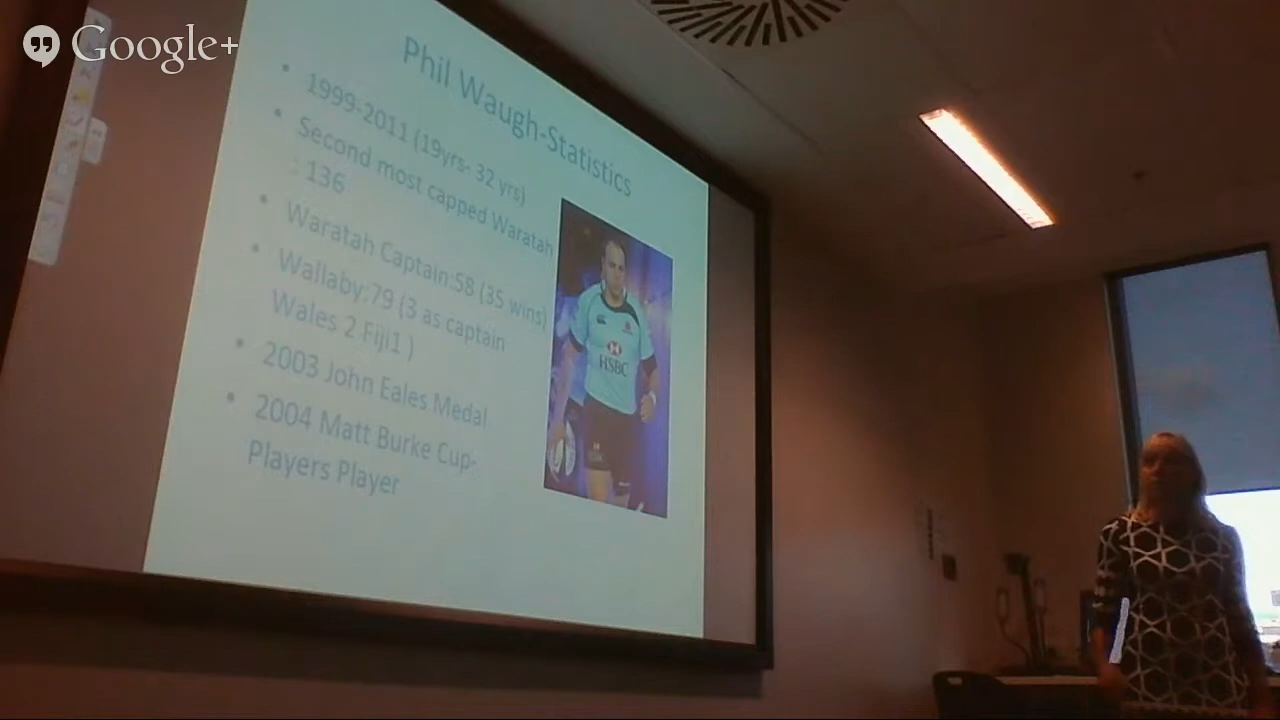 Google+
Phil Waugh-Statistics
1999-2011 (19yrs- 32 yrs)
Second most capped Waratah
: 136
Waratah Captain:58 (35 wins)
Wallaby:79 (3 as captain
Wales 2 Fiji1 )
2003 John Eales Medal
2004 Matt Burke Cup-
Players Player
HSBC